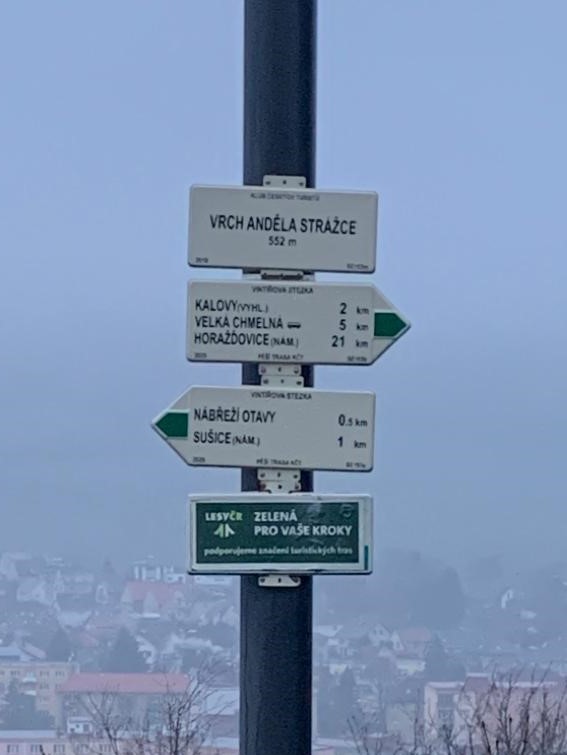 KLUB ČESKÝCH TURISTŮ
VRCH ANDĚLA STRÁŽCE
552 m
VINTÍŘOVA STEZKA
KALOVY (VYHL.) 2 km
VELKÁ CHMELNÁ 5 km
HORAŽĎOVICE (NÁM.) 21 km
PĚŠÍ TRASA KČT
VINTÍŘOVA STEZKA
NÁBŘEŽÍ OTAVY 0.5 km
SUŠICE (NÁM.) 1 km
PĚŠÍ TRASA KČT
LESYČR ZELENÁ
PRO VAŠE KROKY
podporujeme značení turistických tras